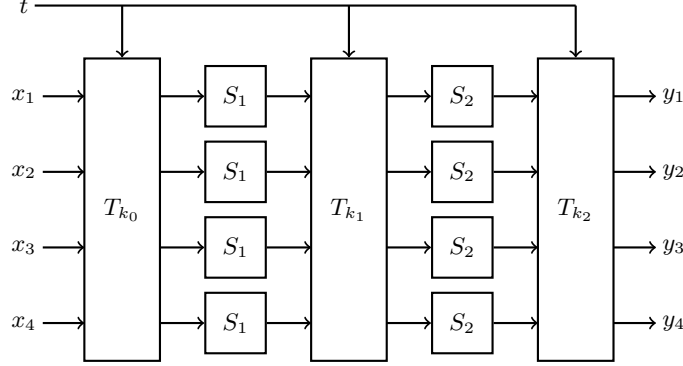 t
x₁ S₁ S₂ y₁
x₂ S₁ S₂ y₂
T_{k₀} T_{k₁} T_{k₂}
x₃ S₁ S₂ y₃
x₄ S₁ S₂ y₄